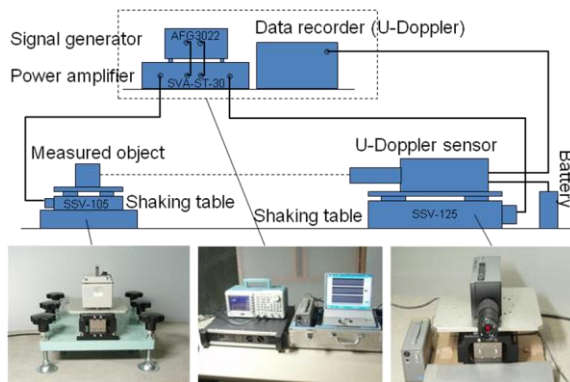 Data recorder (U-Doppler)
Signal generator
AFG3022
Power amplifier
SVA-ST-30
Measured object
U-Doppler sensor
Battery
SSV-105
Shaking table
Shaking table
SSV-125